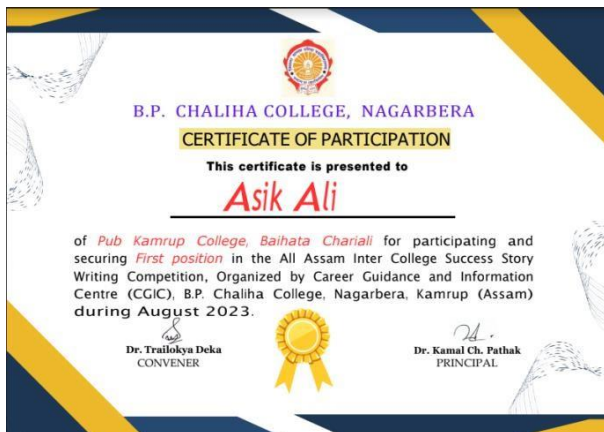 B.P. CHALIHA COLLEGE, NAGARBERA
CERTIFICATE OF PARTICIPATION
This certificate is presented to
Asik Ali
of Pub Kamrup College, Baihata Chariali for participating and
securing First position in the All Assam Inter College Success Story
Writing Competition, Organized by Career Guidance and Information
Centre (CGIC), B.P. Chaliha College, Nagarbera, Kamrup (Assam)
during August 2023.
Dr. Trailokya Deka
CONVENER
Dr. Kamal Ch. Pathak
PRINCIPAL